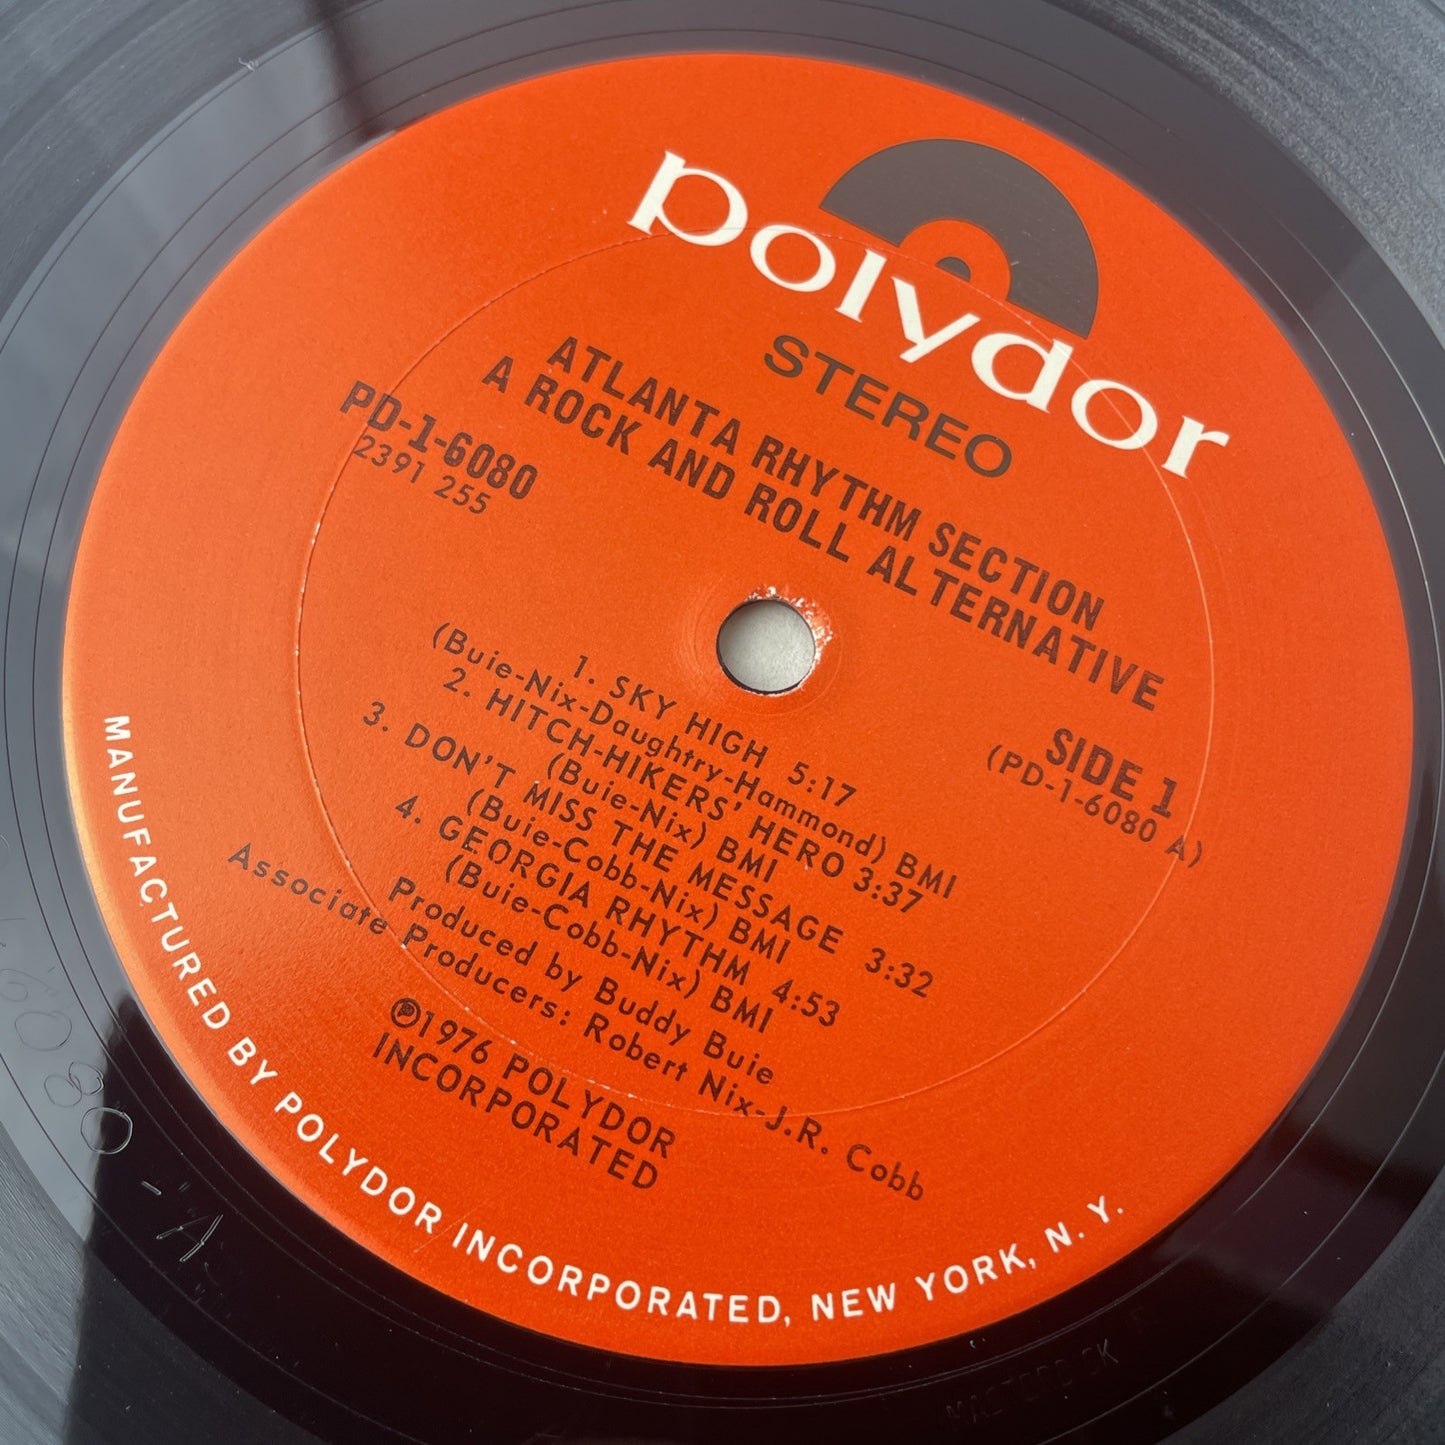 polydor
STEREO
ATLANTA RHYTHM SECTION
A ROCK AND ROLL ALTERNATIVE
PD-1-6080
2391 255
SIDE 1
(PD-1-6080 A)
1. SKY HIGH 5:17
(Buie-Nix-Daughtry-Hammond) BMI
2. HITCH-HIKERS' HERO 3:37
(Buie-Nix) BMI
3. DON'T MISS THE MESSAGE 3:32
(Buie-Cobb-Nix) BMI
4. GEORGIA RHYTHM 4:53
(Buie-Cobb-Nix) BMI
Produced by Buddy Buie
Associate Producers: Robert Nix-J.R. Cobb
℗1976 POLYDOR
INCORPORATED
MANUFACTURED BY POLYDOR INCORPORATED, NEW YORK, N. Y.